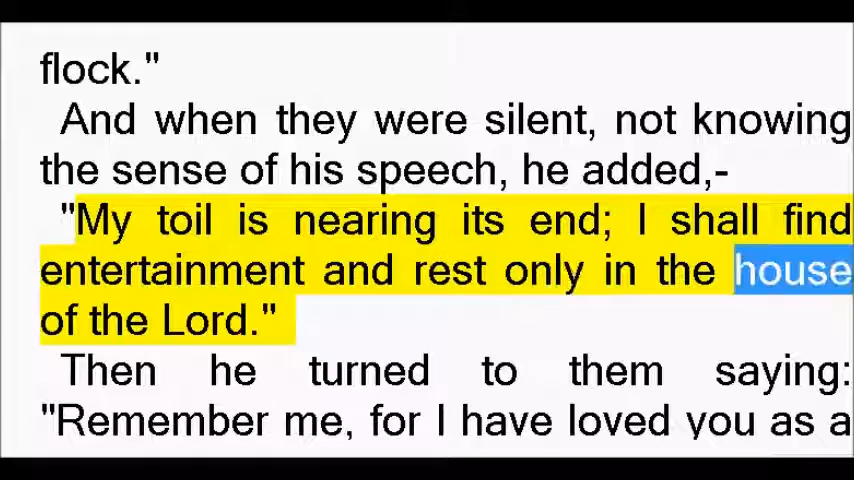 flock."
And when they were silent, not knowing
the sense of his speech, he added,-
"My toil is nearing its end; I shall find
entertainment and rest only in the house
of the Lord."
Then he turned to them saying:
"Remember me, for I have loved you as a